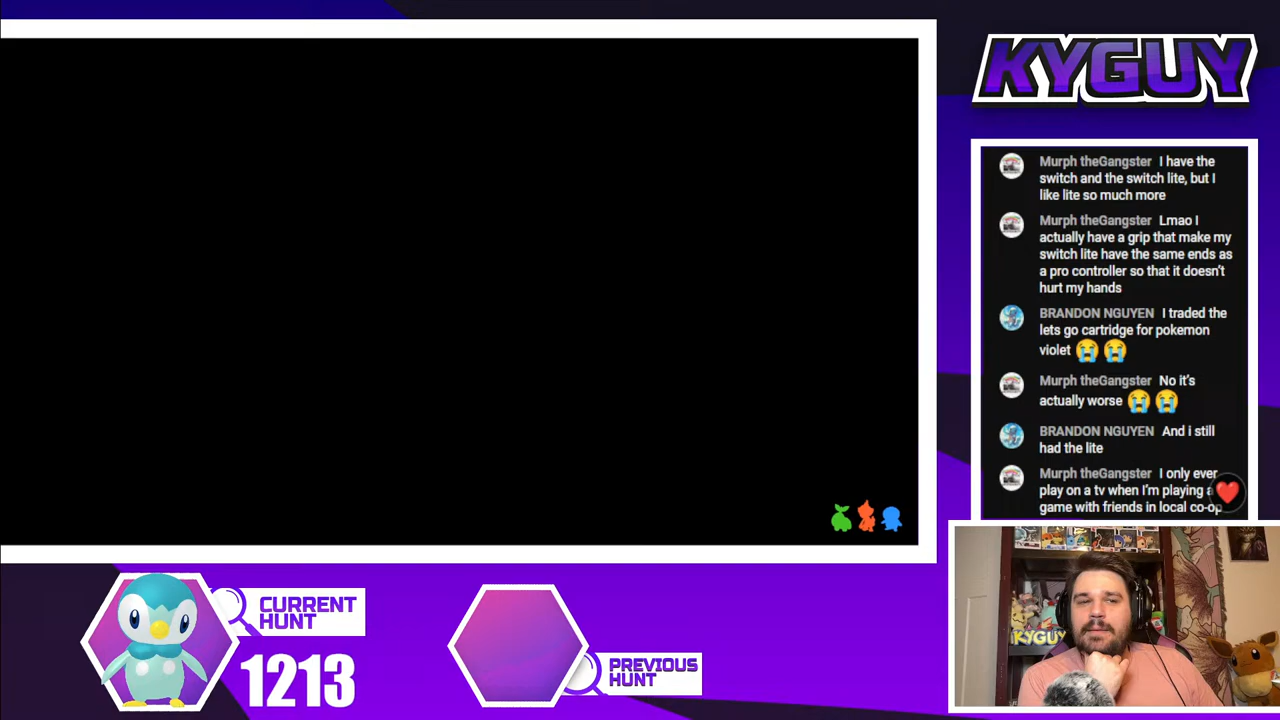 KYGUY
Murph theGangster I have the
switch and the switch lite, but I
like lite so much more
Murph theGangster Lmao I
actually have a grip that make my
switch lite have the same ends as
a pro controller so that it doesn't
hurt my hands
BRANDON NGUYEN I traded the
lets go cartridge for pokemon
violet 😭😭
Murph theGangster No it's
actually worse 😭😭
BRANDON NGUYEN And i still
had the lite
Murph theGangster I only ever
play on a tv when I'm playing a
game with friends in local co-op
CURRENT
HUNT
1213
PREVIOUS
HUNT
KYGUY